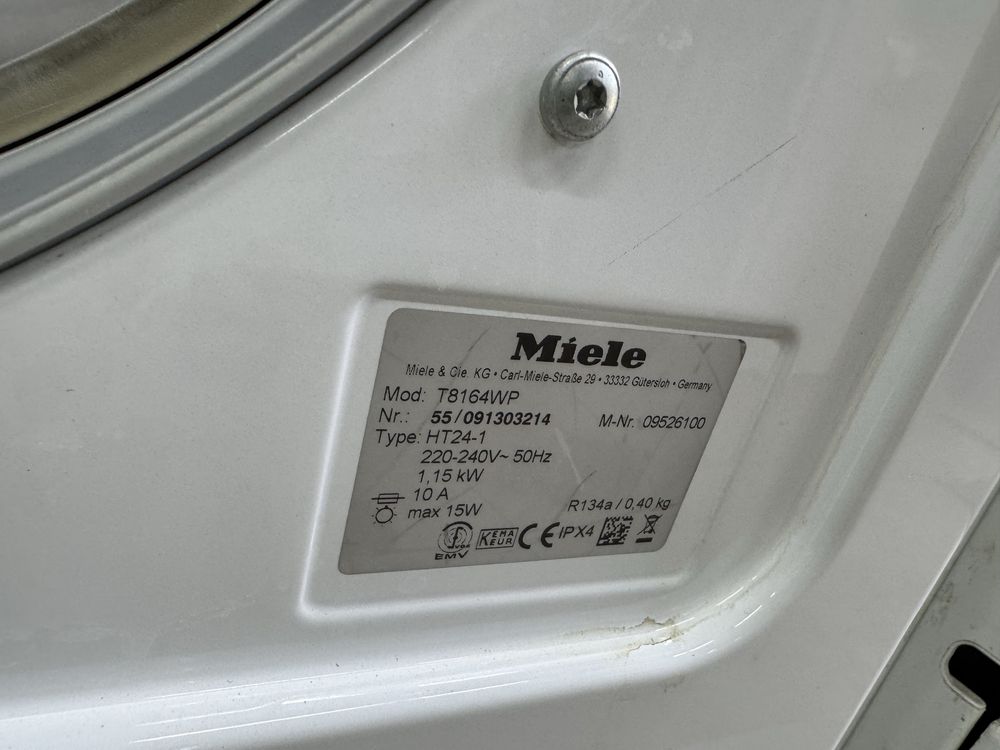 Miele
Miele & Cie. KG • Carl-Miele-Straße 29 • 33332 Gütersloh • Germany
Mod: T8164WP
Nr.: 55/091303214 M-Nr. 09526100
Type: HT24-1
220-240V~ 50Hz
1,15 kW
10 A
max 15W R134a / 0,40 kg
VDE KEMA KEUR CE IPX4
EMV